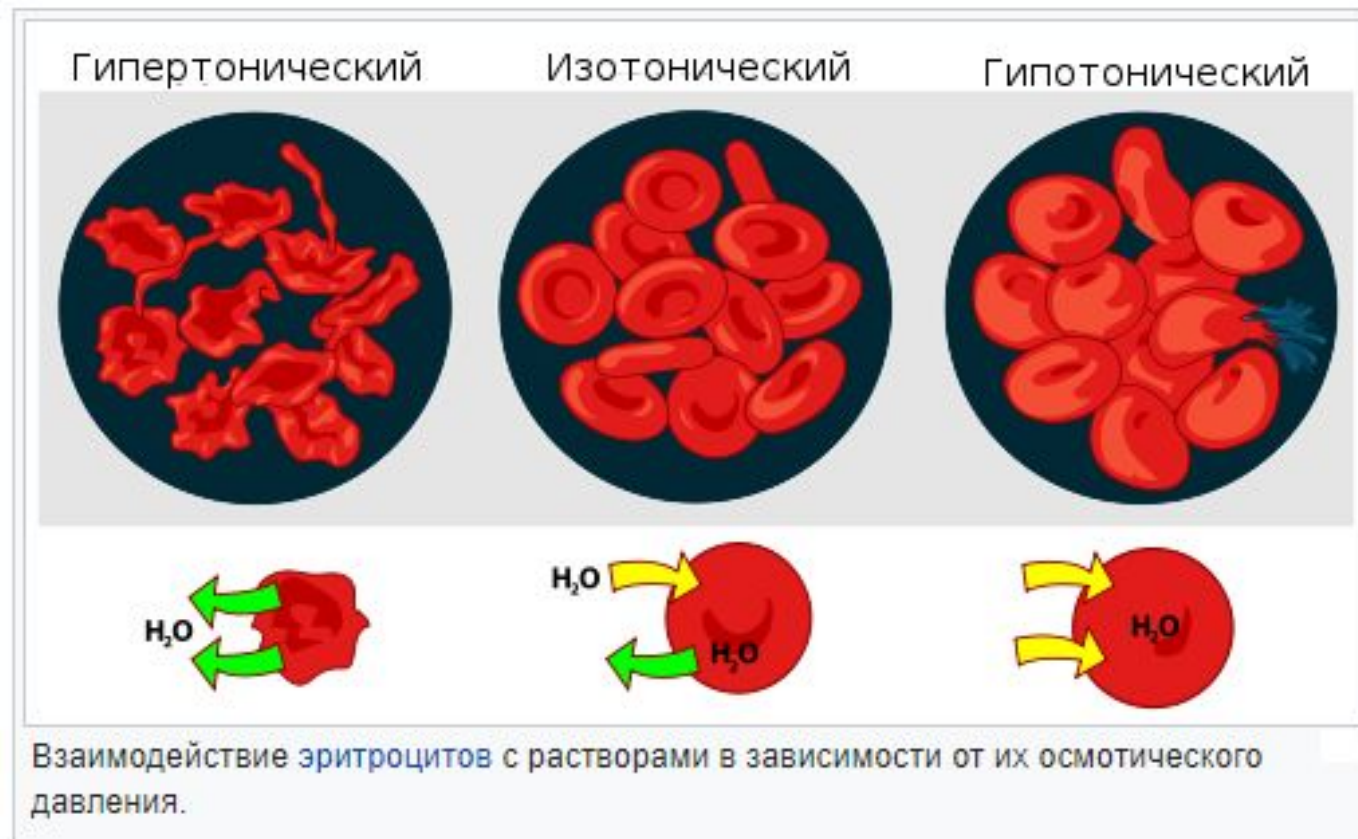 Гипертонический Изотонический Гипотонический
H₂O H₂O H₂O H₂O
Взаимодействие эритроцитов с растворами в зависимости от их осмотического
давления.